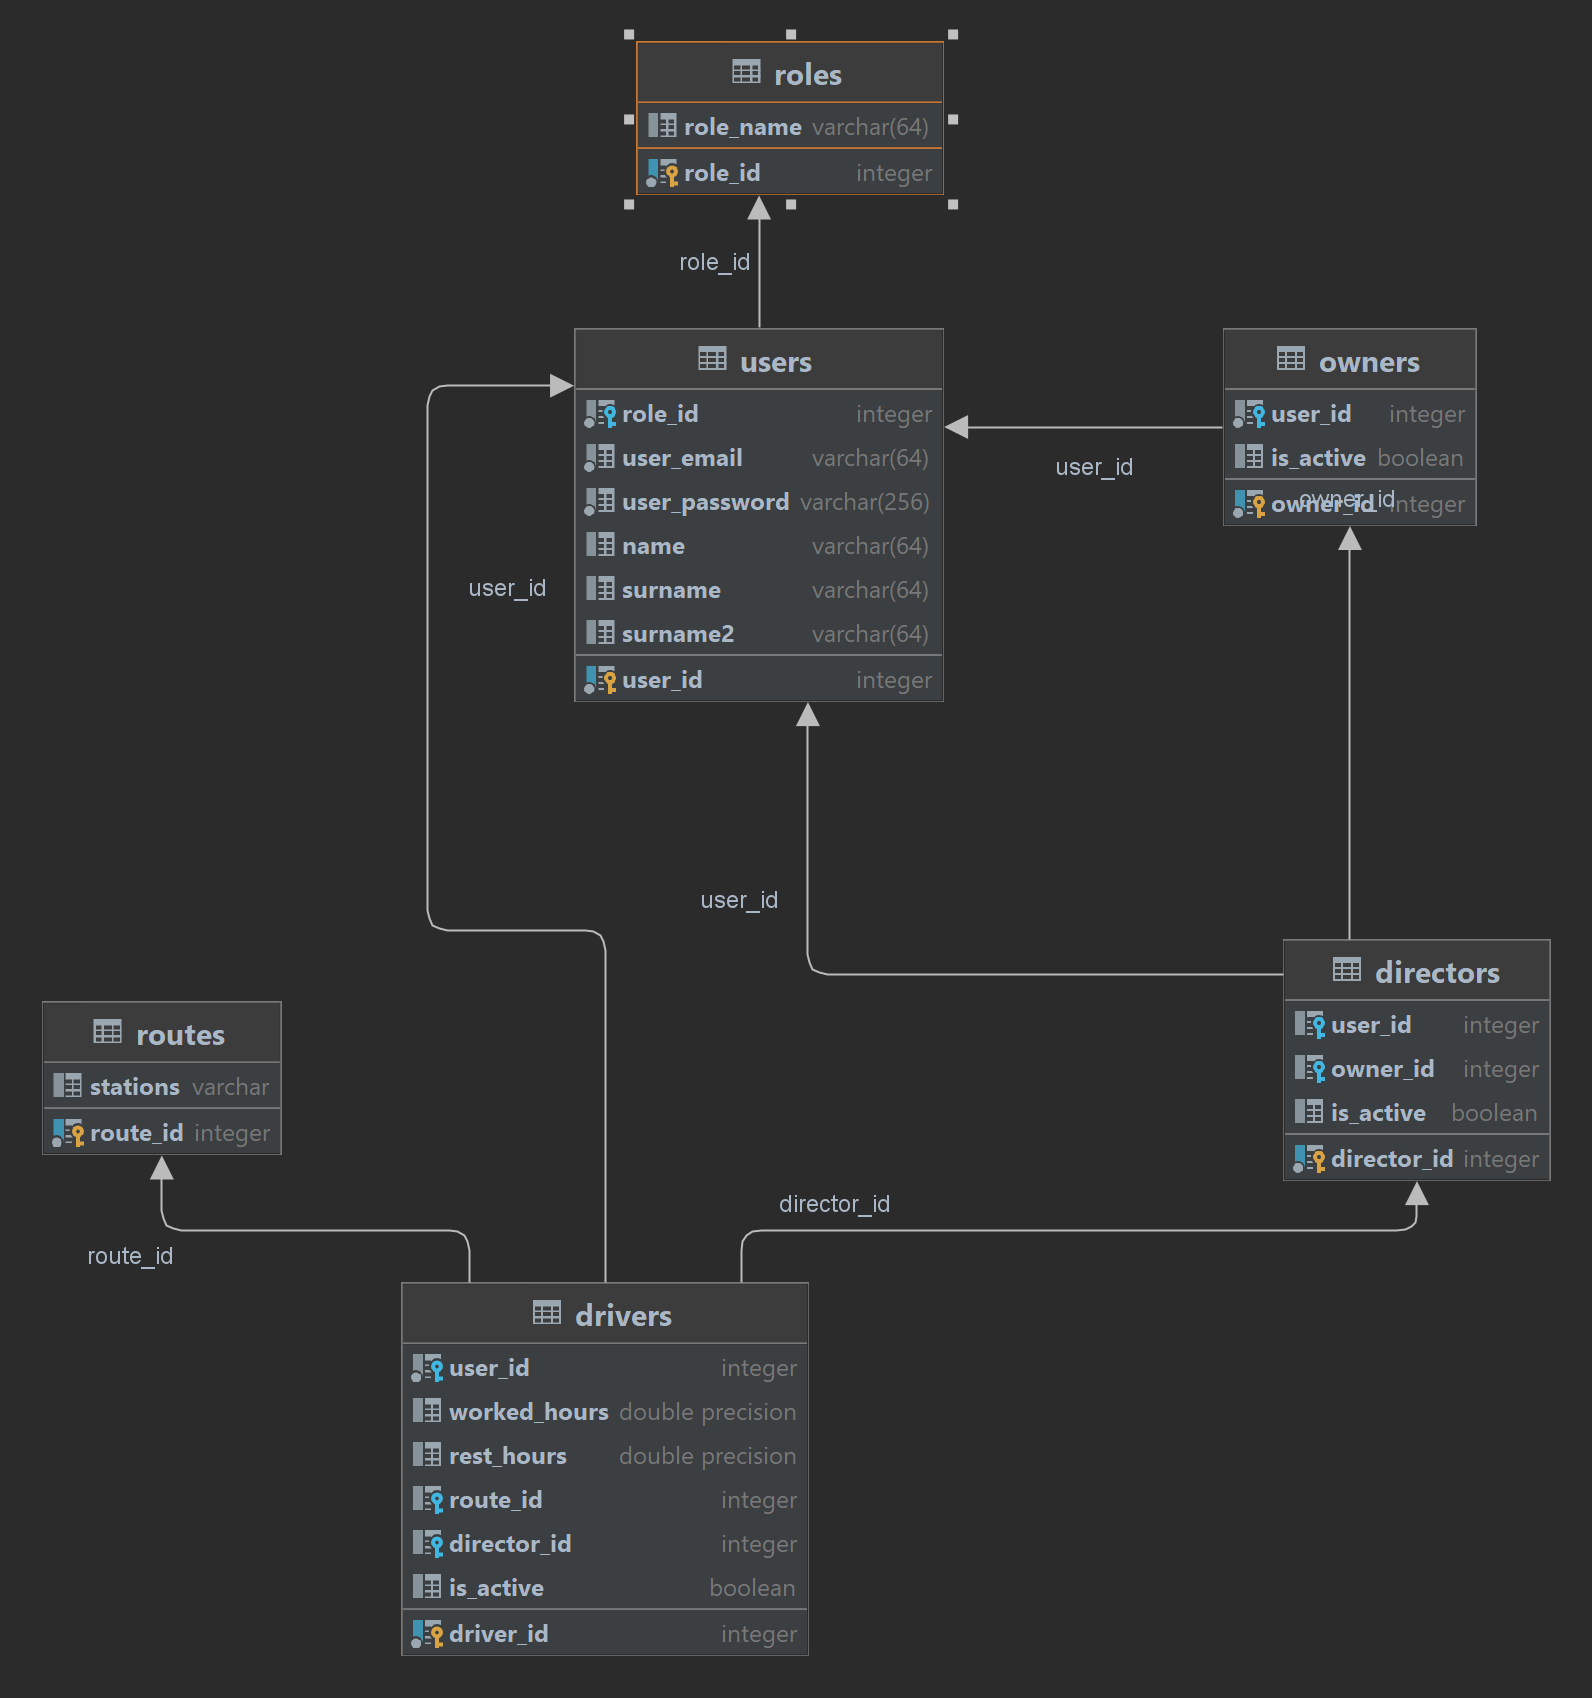 roles
role_name varchar(64)
role_id integer
role_id
users
role_id integer
user_email varchar(64)
user_password varchar(256)
name varchar(64)
surname varchar(64)
surname2 varchar(64)
user_id integer
owners
user_id integer
is_active boolean
owner_id integer
owner_id
user_id
user_id
user_id
directors
user_id integer
owner_id integer
is_active boolean
director_id integer
routes
stations varchar
route_id integer
director_id
route_id
drivers
user_id integer
worked_hours double precision
rest_hours double precision
route_id integer
director_id integer
is_active boolean
driver_id integer